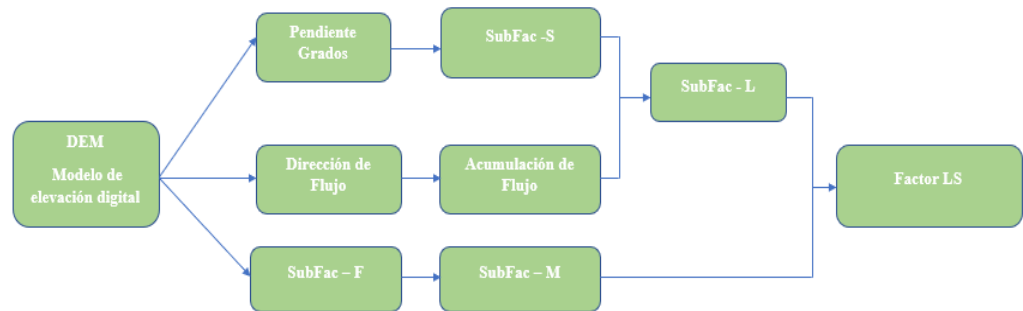 Pendiente
Grados
SubFac -S
SubFac - L
DEM
Modelo de
elevación digital
Dirección de
Flujo
Acumulación de
Flujo
Factor LS
SubFac – F
SubFac – M